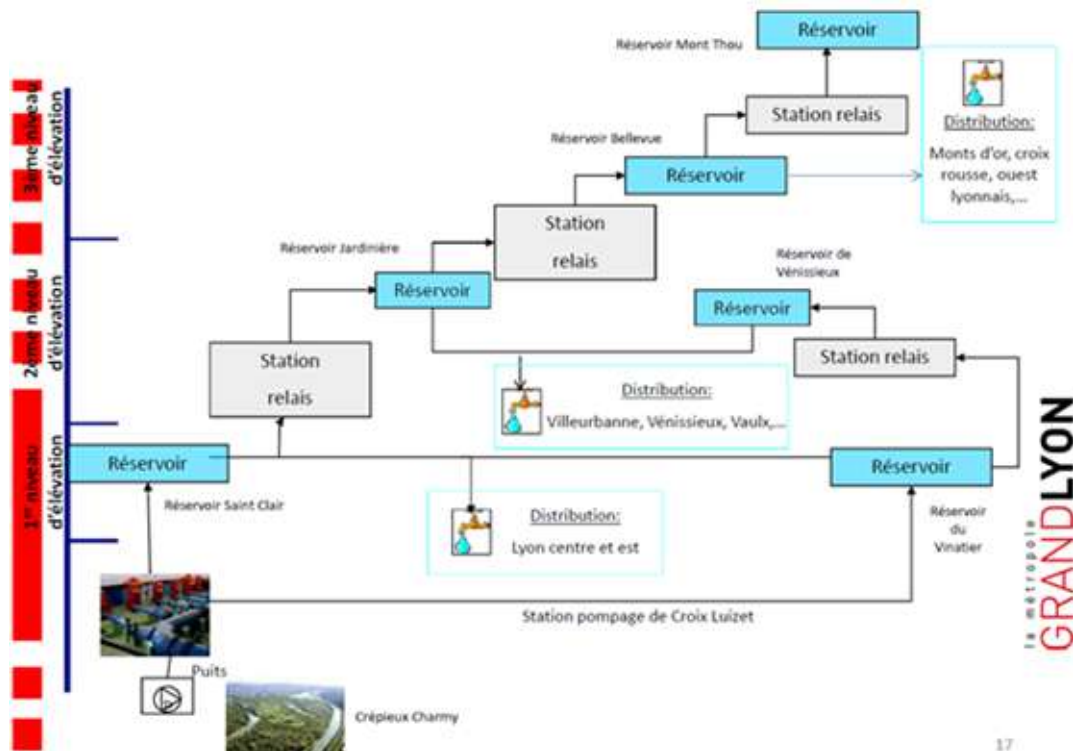 Réservoir
Réservoir Mont Thou
Station relais
Distribution:
Monts d'or, croix
rousse, ouest
lyonnais,...
Réservoir Bellevue
Réservoir
3ème niveau
d'élévation
Station
relais
Réservoir Jardinière
Réservoir
Réservoir de
Vénissieux
Réservoir
Station relais
2ème niveau
d'élévation
Station
relais
Distribution:
Villeurbanne, Vénissieux, Vaulx,...
1er niveau
d'élévation
Réservoir
Réservoir Saint Clair
Réservoir
Réservoir
du
Vinatier
Distribution:
Lyon centre et est
Station pompage de Croix Luizet
Puits
Crépieux Charmy
la métropole
GRANDLYON
17